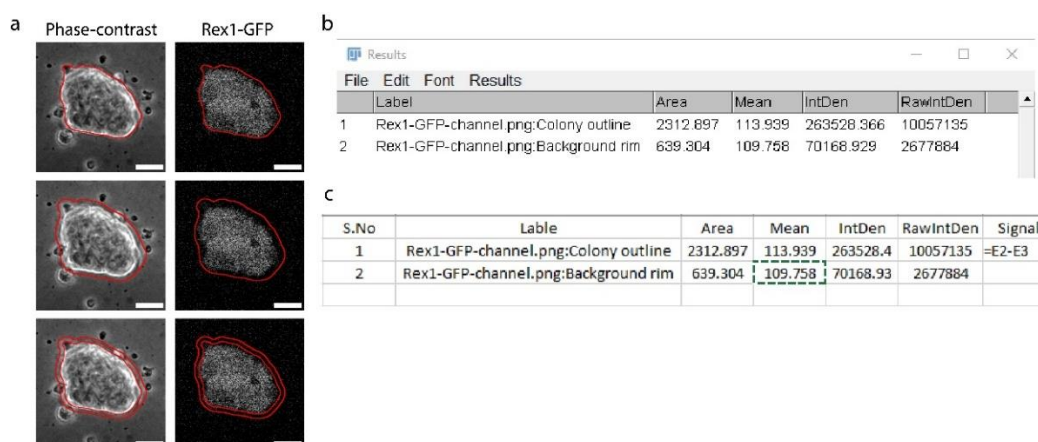 a
Phase-contrast Rex1-GFP
b
Results
File Edit Font Results
Label Area Mean IntDen RawIntDen
1 Rex1-GFP-channel.png:Colony outline 2312.897 113.939 263528.366 10057135
2 Rex1-GFP-channel.png:Background rim 639.304 109.758 70168.929 2677884
c
S.No Lable Area Mean IntDen RawIntDen Signal
1 Rex1-GFP-channel.png:Colony outline 2312.897 113.939 263528.4 10057135 =E2-E3
2 Rex1-GFP-channel.png:Background rim 639.304 109.758 70168.93 2677884